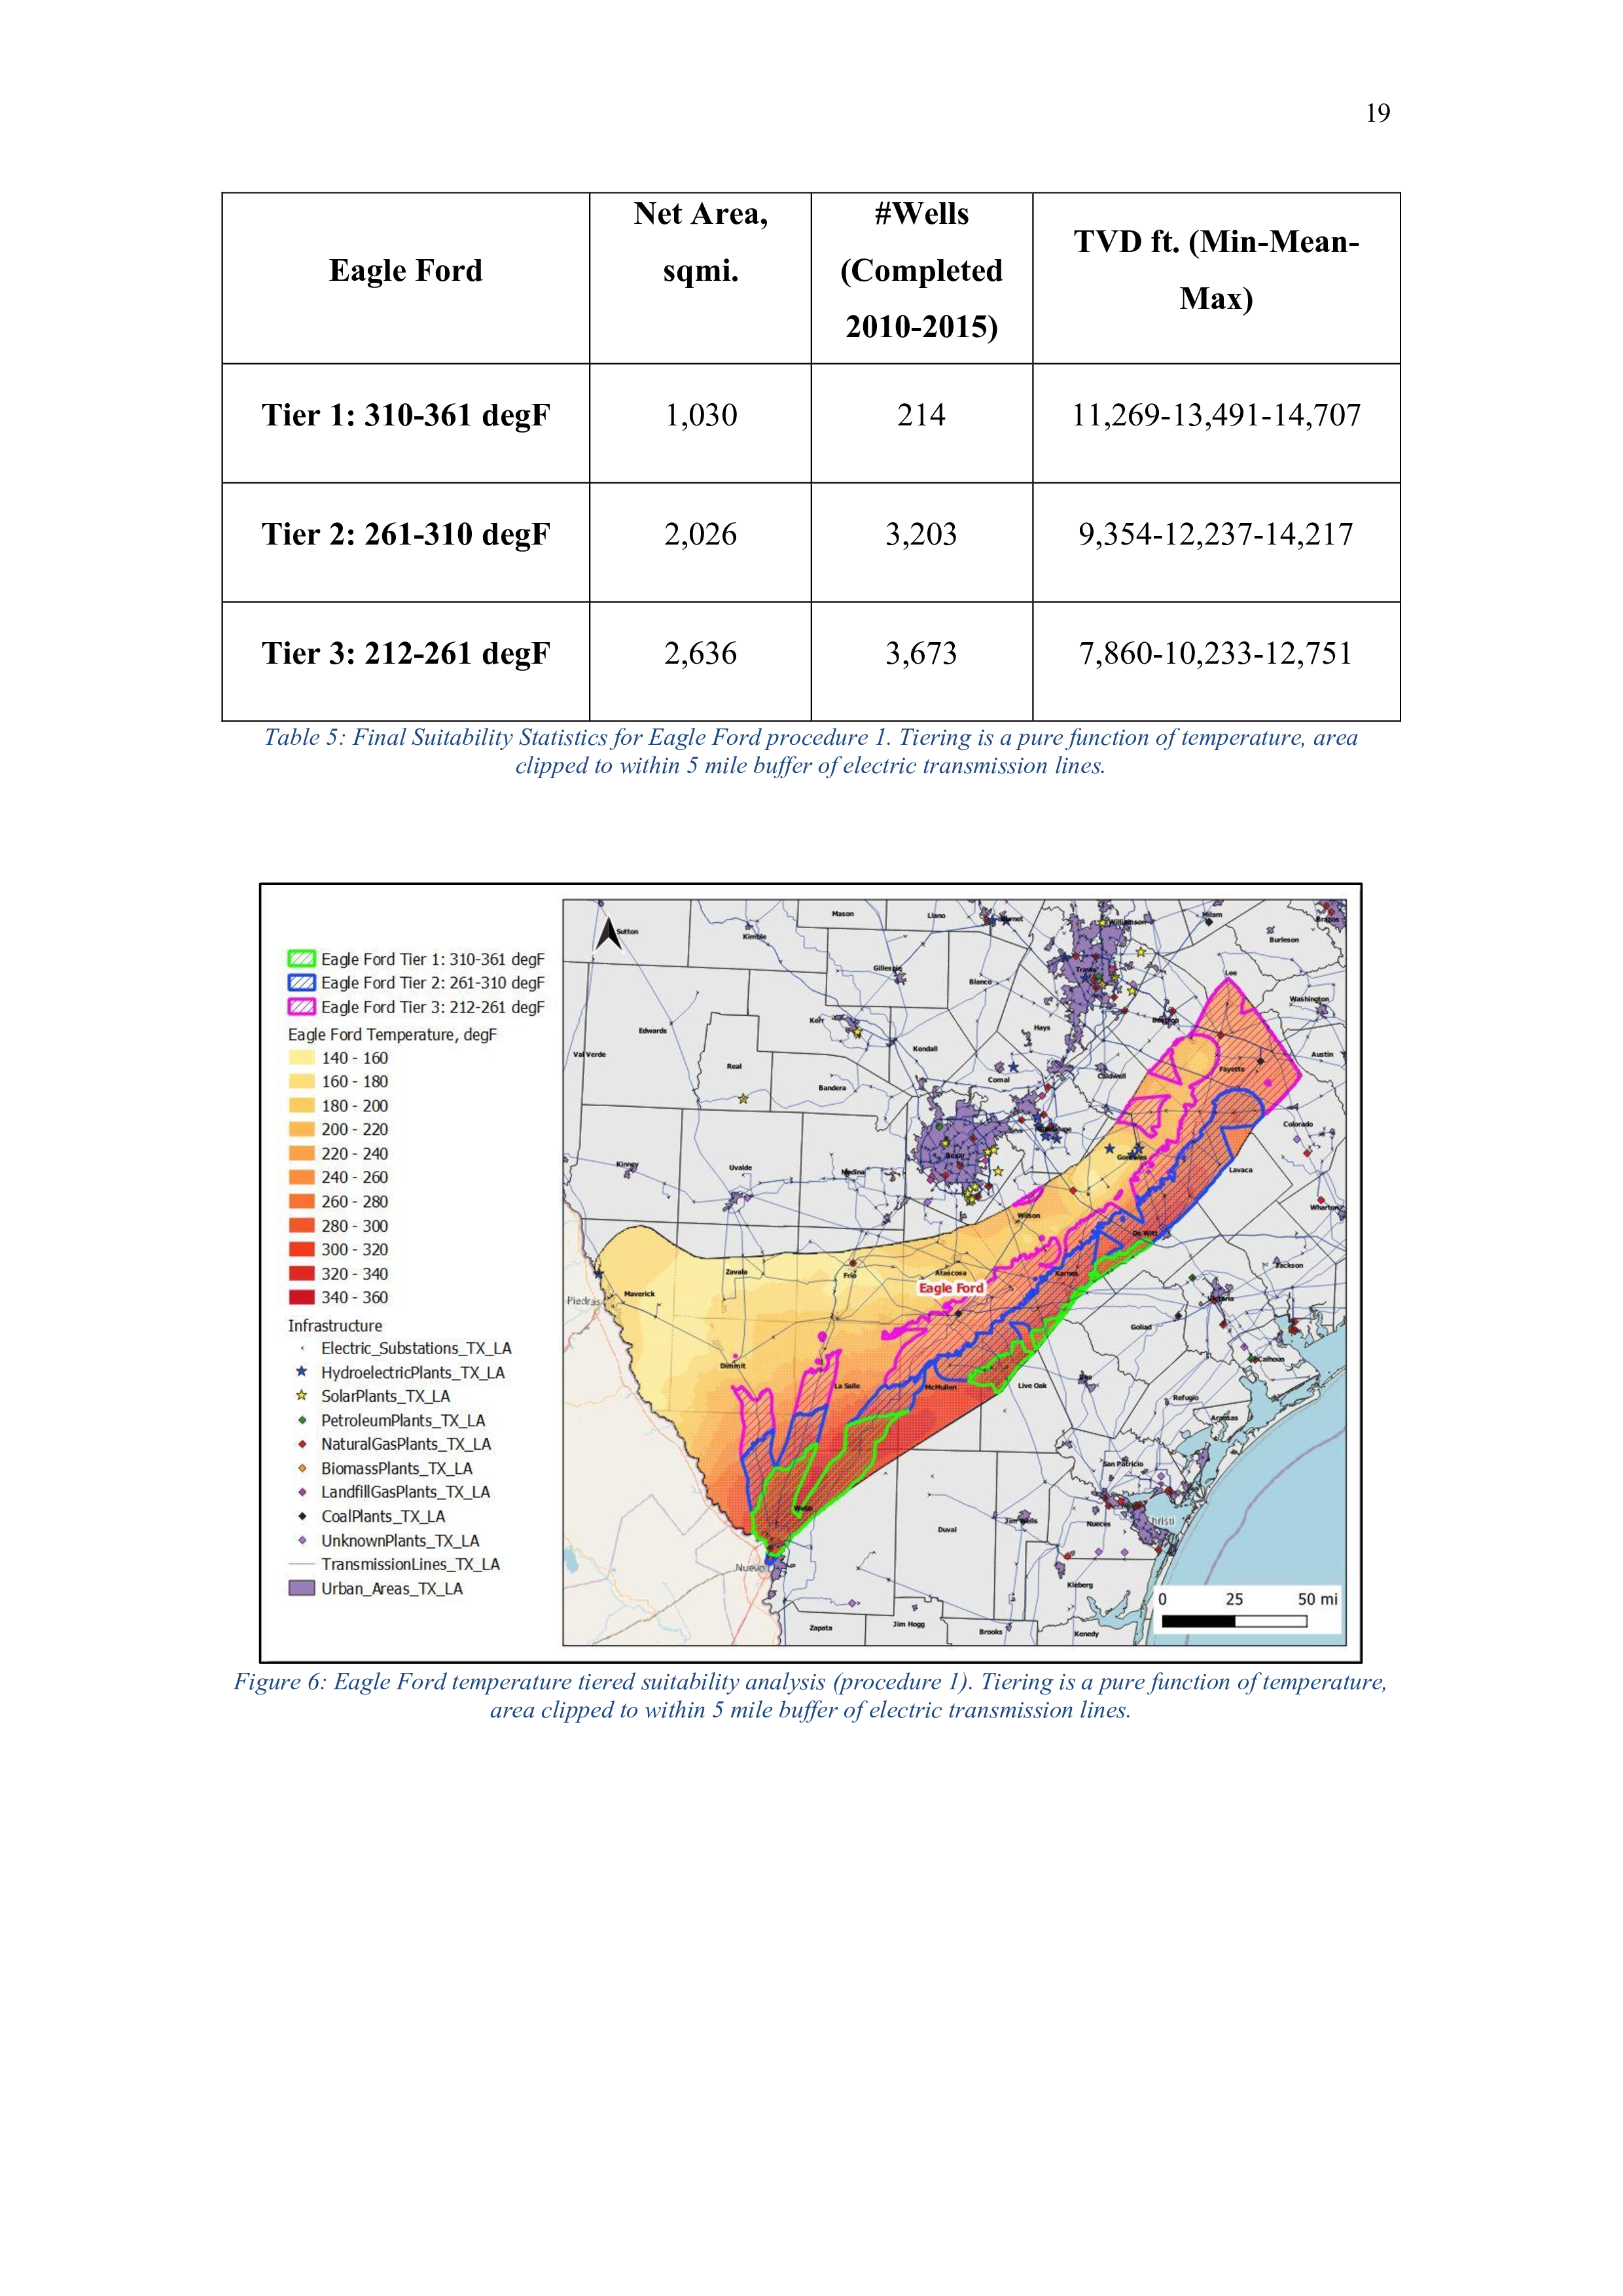 19
Eagle Ford
Net Area,
sqmi.
#Wells
(Completed
2010-2015)
TVD ft. (Min-Mean-
Max)
Tier 1: 310-361 degF
1,030
214
11,269-13,491-14,707
Tier 2: 261-310 degF
2,026
3,203
9,354-12,237-14,217
Tier 3: 212-261 degF
2,636
3,673
7,860-10,233-12,751
Table 5: Final Suitability Statistics for Eagle Ford procedure 1. Tiering is a pure function of temperature, area
clipped to within 5 mile buffer of electric transmission lines.
Eagle Ford Tier 1: 310-361 degF
Eagle Ford Tier 2: 261-310 degF
Eagle Ford Tier 3: 212-261 degF
Eagle Ford Temperature, degF
140 - 160
160 - 180
180 - 200
200 - 220
220 - 240
240 - 260
260 - 280
280 - 300
300 - 320
320 - 340
340 - 360
Infrastructure
Electric_Substations_TX_LA
HydroelectricPlants_TX_LA
SolarPlants_TX_LA
PetroleumPlants_TX_LA
NaturalGasPlants_TX_LA
BiomassPlants_TX_LA
LandfillGasPlants_TX_LA
CoalPlants_TX_LA
UnknownPlants_TX_LA
TransmissionLines_TX_LA
Urban_Areas_TX_LA
Mason
Llano
Milam
Brazos
Sutton
Kimble
Williamson
Burleson
Gillespie
Travis
Lee
Blanco
Washington
Edwards
Kerr
Hays
Val Verde
Kendall
Austin
Real
Bandera
Comal
Caldwell
Fayette
Colorado
Kinney
Uvalde
Medina
Bexar
Gonzales
Lavaca
Wilson
Wharton
De Witt
Zavala
Frio
Atascosa
Karnes
Jackson
Eagle Ford
Piedras
Maverick
Victoria
Goliad
Dimmit
La Salle
McMullen
Live Oak
Bee
Calhoun
Refugio
Aransas
San Patricio
Webb
Duval
Jim Wells
Nueces
Christi
Nuevo
Kleberg
Zapata
Jim Hogg
Brooks
Kenedy
0 25 50 mi
Figure 6: Eagle Ford temperature tiered suitability analysis (procedure 1). Tiering is a pure function of temperature,
area clipped to within 5 mile buffer of electric transmission lines.